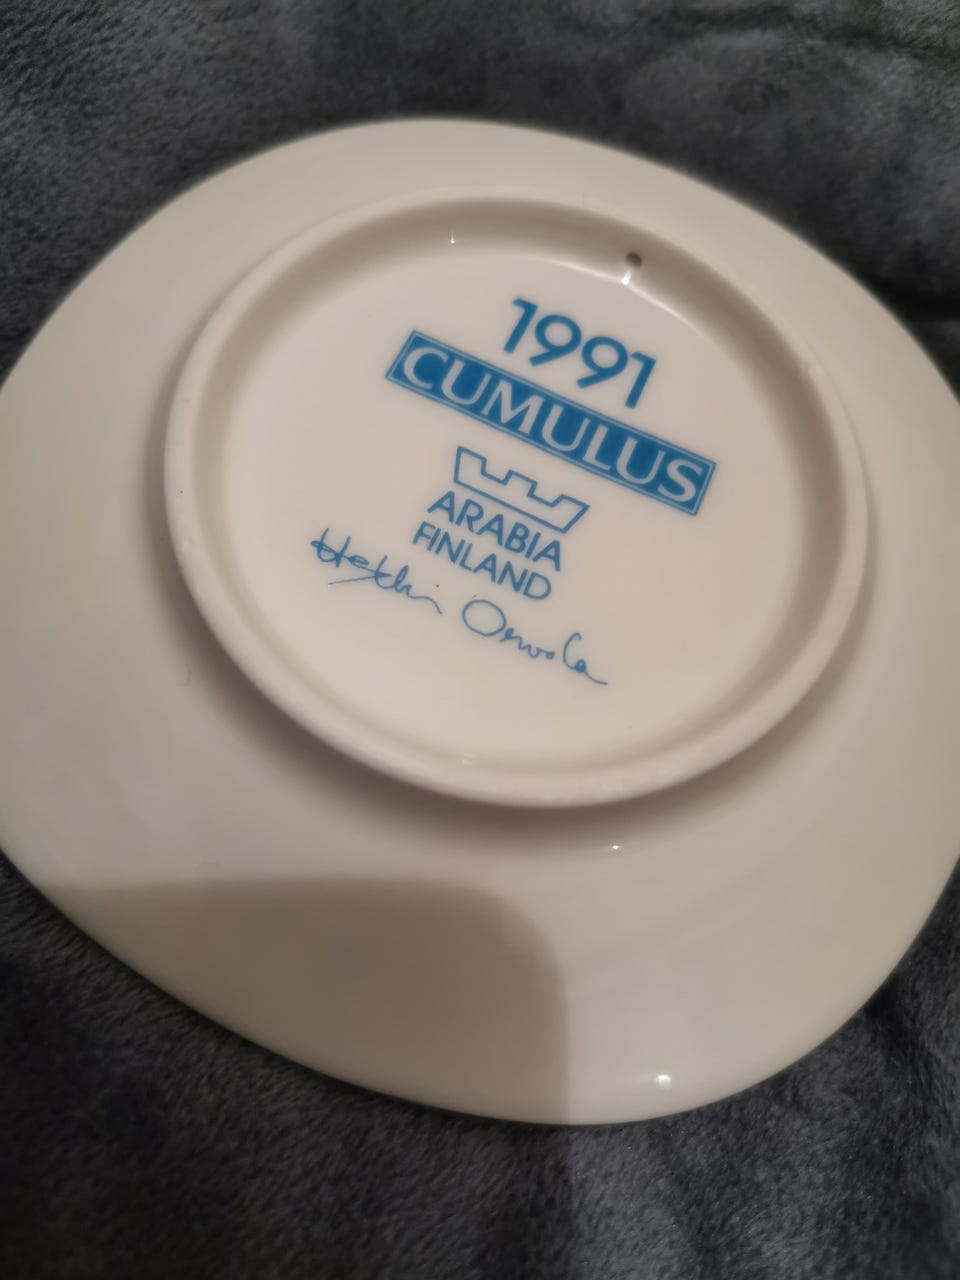 1991
CUMULUS
ARABIA
FINLAND
Heikki Orvola